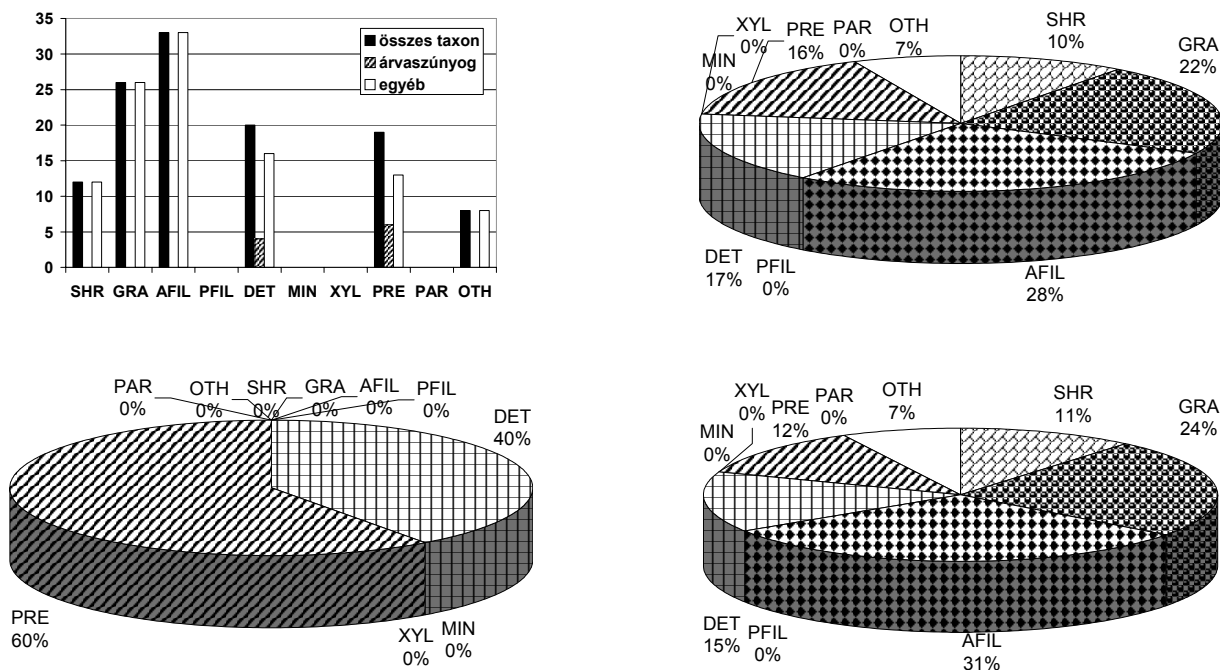 35
30
25
20
15
10
5
0
SHR GRA AFIL PFIL DET MIN XYL PRE PAR OTH
összes taxon
árvaszúnyog
egyéb
XYL
0%
MIN
0%
PRE
16%
PAR
0%
OTH
7%
SHR
10%
GRA
22%
DET
17%
PFIL
0%
AFIL
28%
PAR
0%
OTH
0%
SHR
0%
GRA
0%
AFIL
0%
PFIL
0%
DET
40%
PRE
60%
XYL
0%
MIN
0%
XYL
0%
MIN
0%
PRE
12%
PAR
0%
OTH
7%
SHR
11%
GRA
24%
DET
15%
PFIL
0%
AFIL
31%